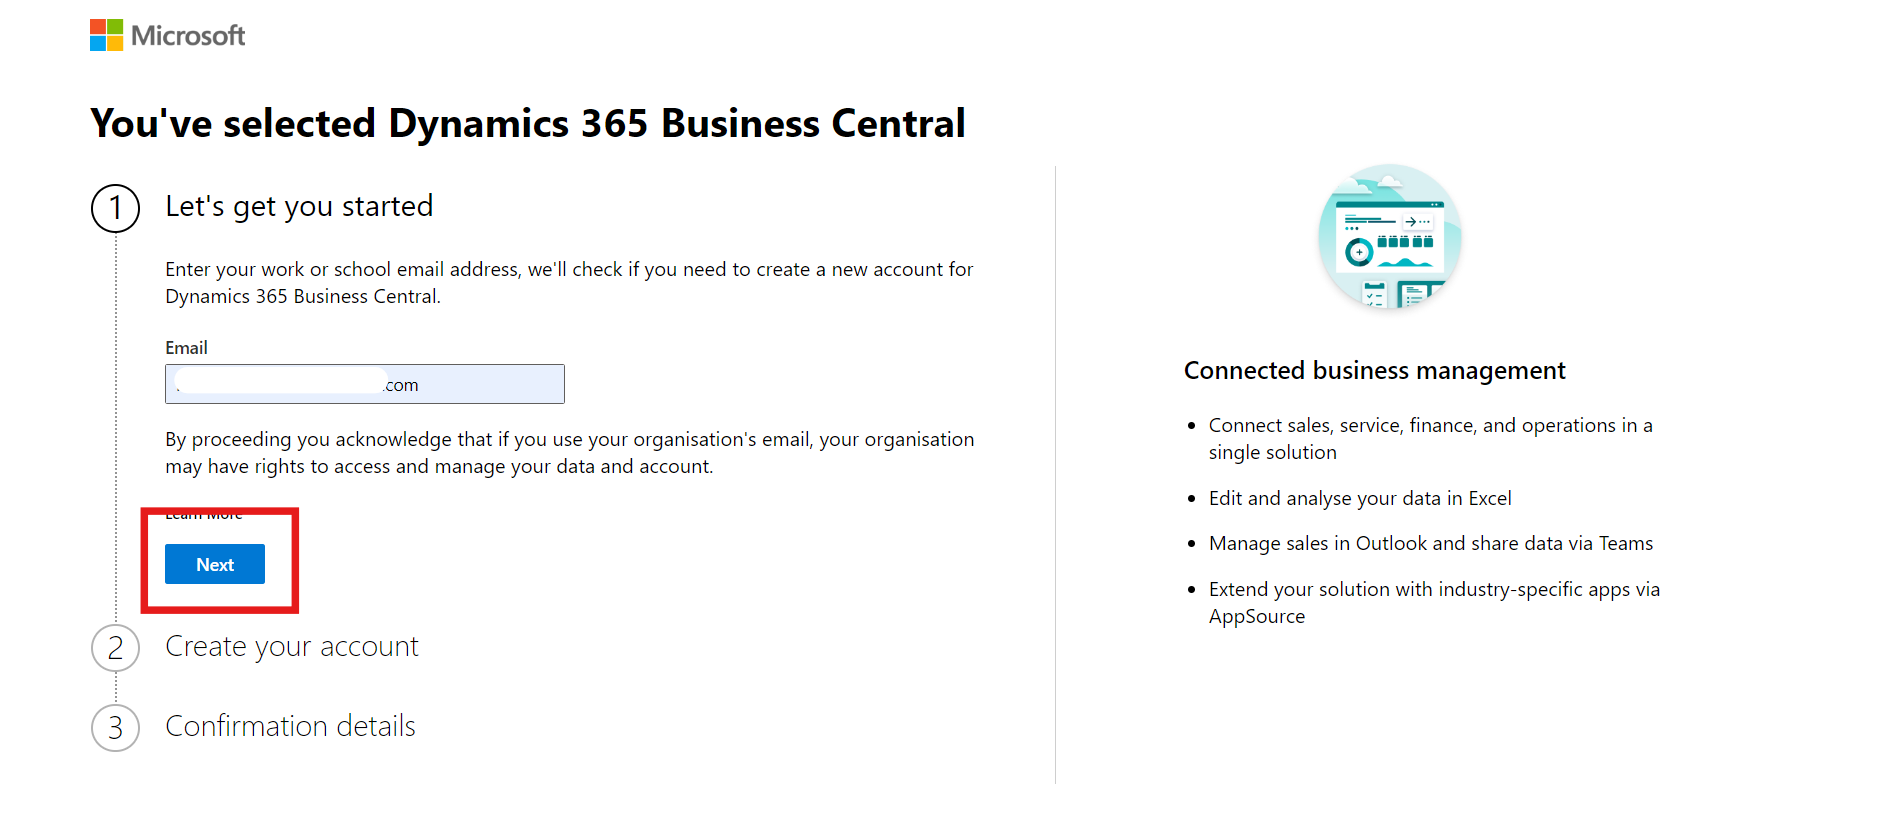 Microsoft
You've selected Dynamics 365 Business Central
1
Let's get you started
Enter your work or school email address, we'll check if you need to create a new account for
Dynamics 365 Business Central.
Email
.com
By proceeding you acknowledge that if you use your organisation's email, your organisation
may have rights to access and manage your data and account.
Learn More
Next
2
Create your account
3
Confirmation details
Connected business management
• Connect sales, service, finance, and operations in a
single solution
• Edit and analyse your data in Excel
• Manage sales in Outlook and share data via Teams
• Extend your solution with industry-specific apps via
AppSource